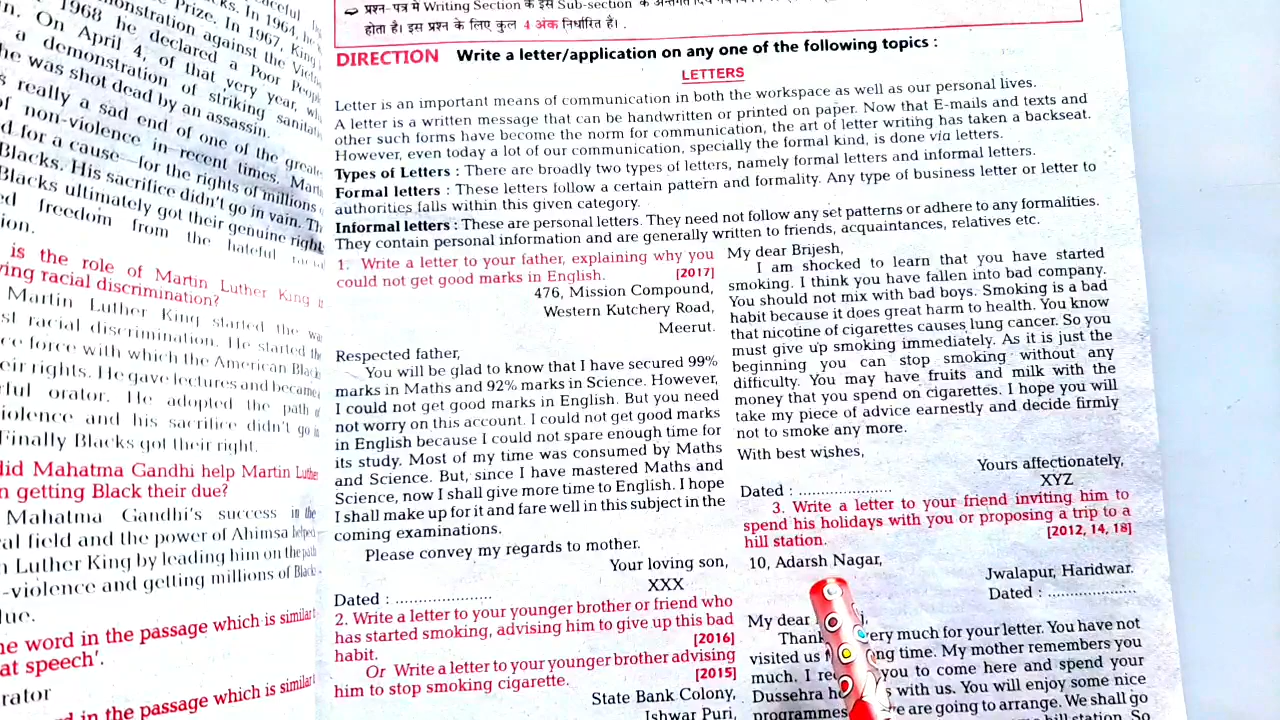 1968 he declared a Poor
On April 4, of that very year,
a demonstration of striking
he was shot dead by an assassin.
really a sad end of one of the
of non-violence in recent times.
for a cause—for the rights of millions
Blacks. His sacrifice didn't go in vain.
Blacks ultimately got their genuine right
freedom from the hateful
is the role of Martin Luther King
racial discrimination?
Martin Luther King started the
racial discrimination. He started the
force with which the American
rights. He gave lectures and became
orator. He adopted the path
and his sacrifice didn't go
Finally Blacks got their right.
did Mahatma Gandhi help Martin
getting Black their due?
Mahatma Gandhi's success in the
field and the power of Ahimsa helped
Luther King by leading him on the path
-violence and getting millions of
word in the passage which is similar
at speech'.
word in the passage which is similar
प्रश्न-पत्र में Writing Section के इस Sub-section के
होता है। इस प्रश्न के लिए कुल 4 अंक निर्धारित हैं।
DIRECTION Write a letter/application on any one of the following topics :
LETTERS
Letter is an important means of communication in both the workspace as well as our personal lives.
A letter is a written message that can be handwritten or printed on paper. Now that E-mails and texts and
other such forms have become the norm for communication, the art of letter writing has taken a backseat.
However, even today a lot of our communication, specially the formal kind, is done via letters.
Types of Letters : There are broadly two types of letters, namely formal letters and informal letters.
Formal letters : These letters follow a certain pattern and formality. Any type of business letter or letter to
authorities falls within this given category.
Informal letters : These are personal letters. They need not follow any set patterns or adhere to any formalities.
They contain personal information and are generally written to friends, acquaintances, relatives etc.
1. Write a letter to your father, explaining why you
could not get good marks in English. [2017]
476, Mission Compound,
Western Kutchery Road,
Meerut.
Respected father,
You will be glad to know that I have secured 99%
marks in Maths and 92% marks in Science. However,
I could not get good marks in English. But you need
not worry on this account. I could not get good marks
in English because I could not spare enough time for
its study. Most of my time was consumed by Maths
and Science. But, since I have mastered Maths and
Science, now I shall give more time to English. I hope
I shall make up for it and fare well in this subject in the
coming examinations.
Please convey my regards to mother.
Your loving son,
XXX
Dated : ......................
2. Write a letter to your younger brother or friend who
has started smoking, advising him to give up this bad
habit. [2016]
Or Write a letter to your younger brother advising
him to stop smoking cigarette. [2015]
State Bank Colony,
Ishwar Puri,
My dear Brijesh,
I am shocked to learn that you have started
smoking. I think you have fallen into bad company.
You should not mix with bad boys. Smoking is a bad
habit because it does great harm to health. You know
that nicotine of cigarettes causes lung cancer. So you
must give up smoking immediately. As it is just the
beginning you can stop smoking without any
difficulty. You may have fruits and milk with the
money that you spend on cigarettes. I hope you will
take my piece of advice earnestly and decide firmly
not to smoke any more.
With best wishes,
Yours affectionately,
XYZ
Dated : .....................
3. Write a letter to your friend inviting him to
spend his holidays with you or proposing a trip to a
hill station. [2012, 14, 18]
10, Adarsh Nagar,
Jwalapur, Haridwar.
Dated : ....................
My dear
very much for your letter. You have not
visited us time. My mother remembers you
much. I you to come here and spend your
Dussehra with us. You will enjoy some nice
programmes we are going to arrange. We shall go
hill station. So